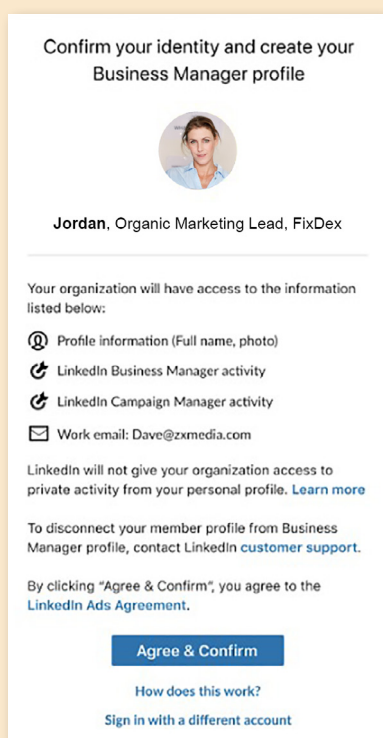 Confirm your identity and create your
Business Manager profile
Jordan, Organic Marketing Lead, FixDex
Your organization will have access to the information
listed below:
Profile information (Full name, photo)
LinkedIn Business Manager activity
LinkedIn Campaign Manager activity
Work email: Dave@zxmedia.com
LinkedIn will not give your organization access to
private activity from your personal profile. Learn more
To disconnect your member profile from Business
Manager profile, contact LinkedIn customer support.
By clicking "Agree & Confirm", you agree to the
LinkedIn Ads Agreement.
Agree & Confirm
How does this work?
Sign in with a different account